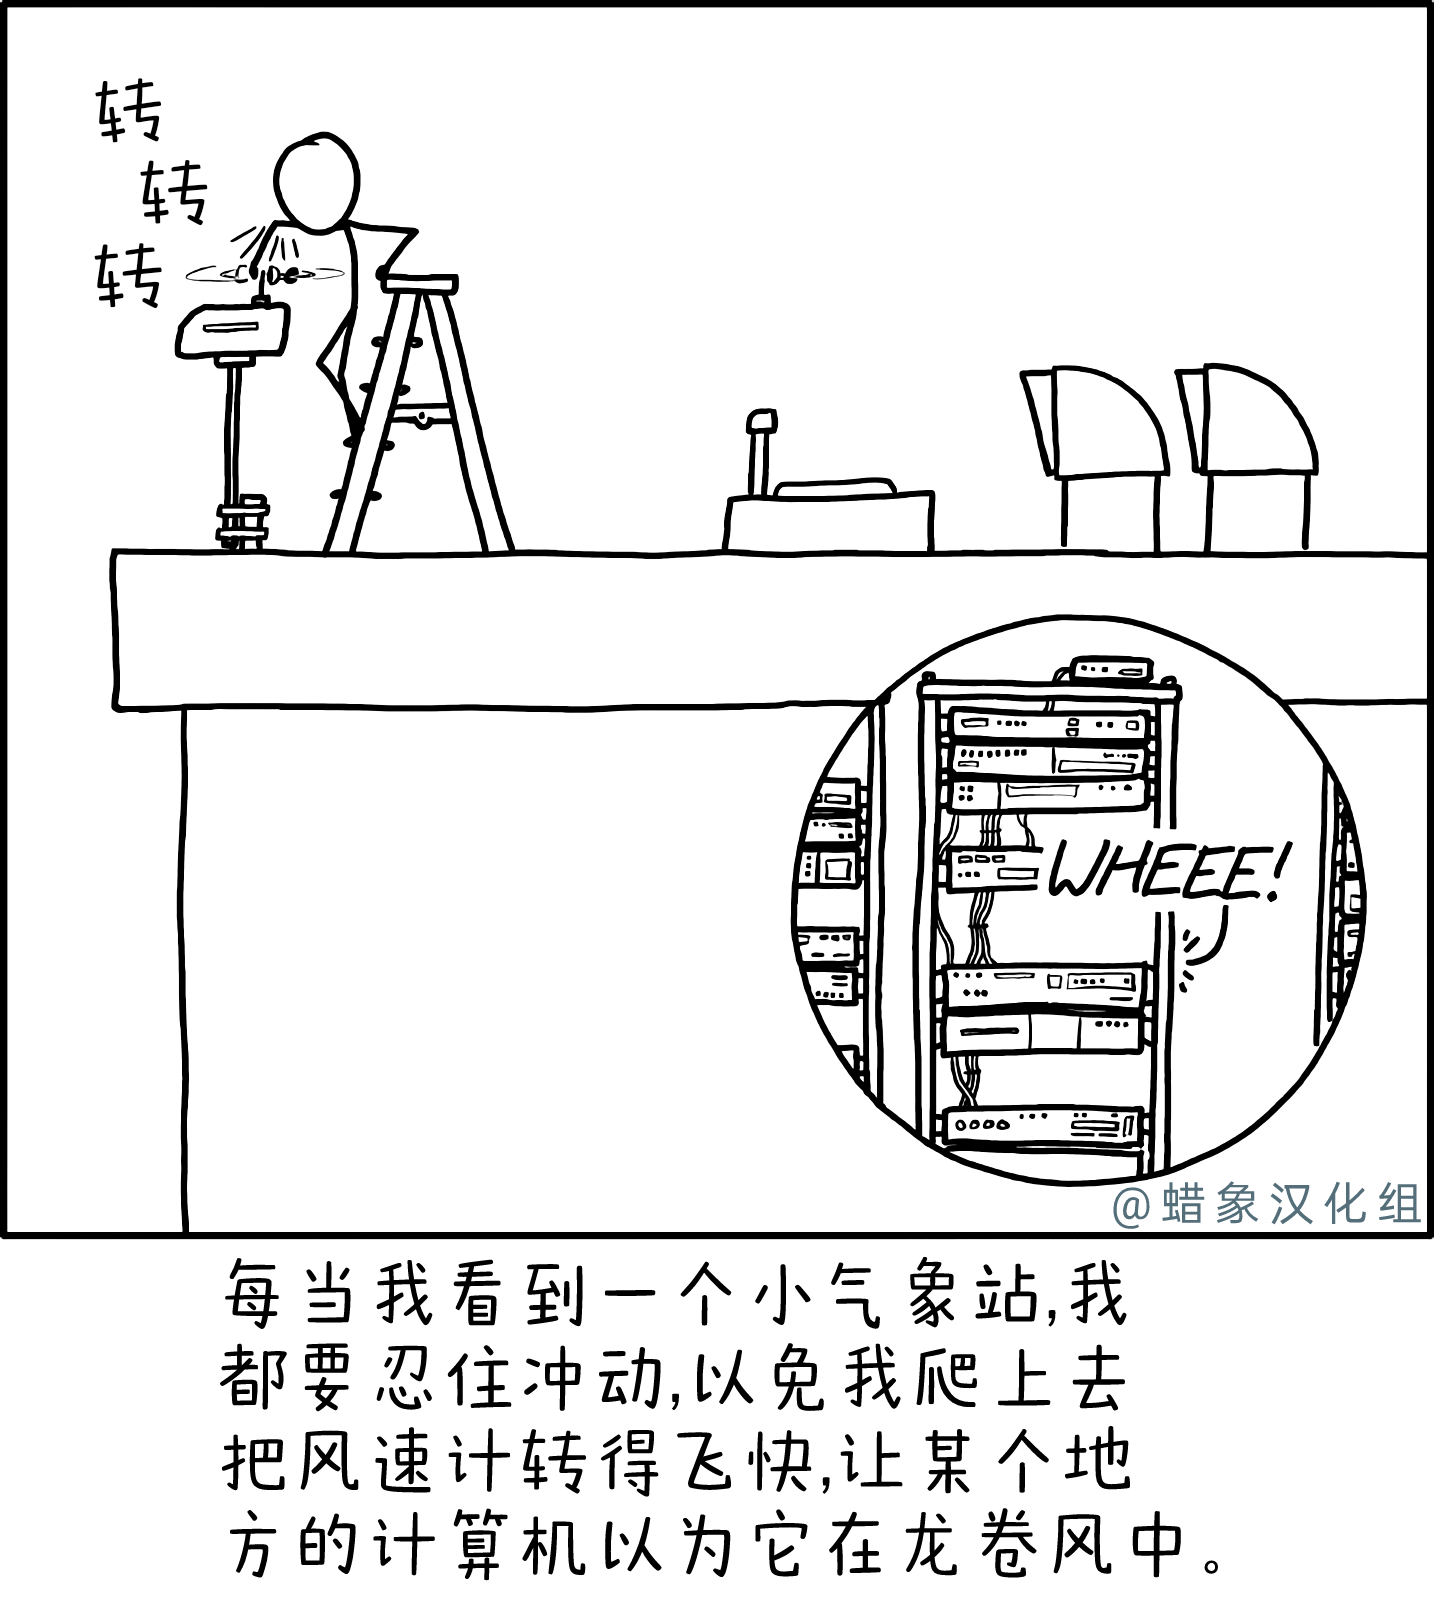 转
转
转
WHEEE!
@蜡象汉化组
每当我看到一个小气象站,我
都要忍住冲动,以免我爬上去
把风速计转得飞快,让某个地
方的计算机以为它在龙卷风中。